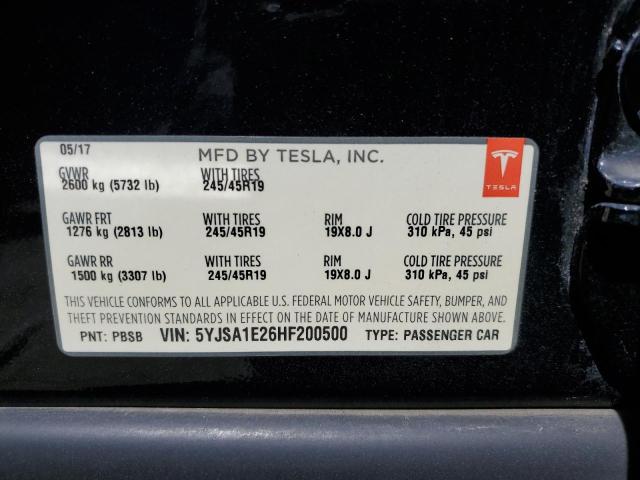 05/17
MFD BY TESLA, INC.
GVWR WITH TIRES
2600 kg (5732 lb) 245/45R19
TESLA
GAWR FRT WITH TIRES RIM COLD TIRE PRESSURE
1276 kg (2813 lb) 245/45R19 19X8.0 J 310 kPa, 45 psi
GAWR RR WITH TIRES RIM COLD TIRE PRESSURE
1500 kg (3307 lb) 245/45R19 19X8.0 J 310 kPa, 45 psi
THIS VEHICLE CONFORMS TO ALL APPLICABLE U.S. FEDERAL MOTOR VEHICLE SAFETY, BUMPER, AND
THEFT PREVENTION STANDARDS IN EFFECT ON THE DATE OF MANUFACTURE SHOWN ABOVE.
PNT: PBSB VIN: 5YJSA1E26HF200500 TYPE: PASSENGER CAR